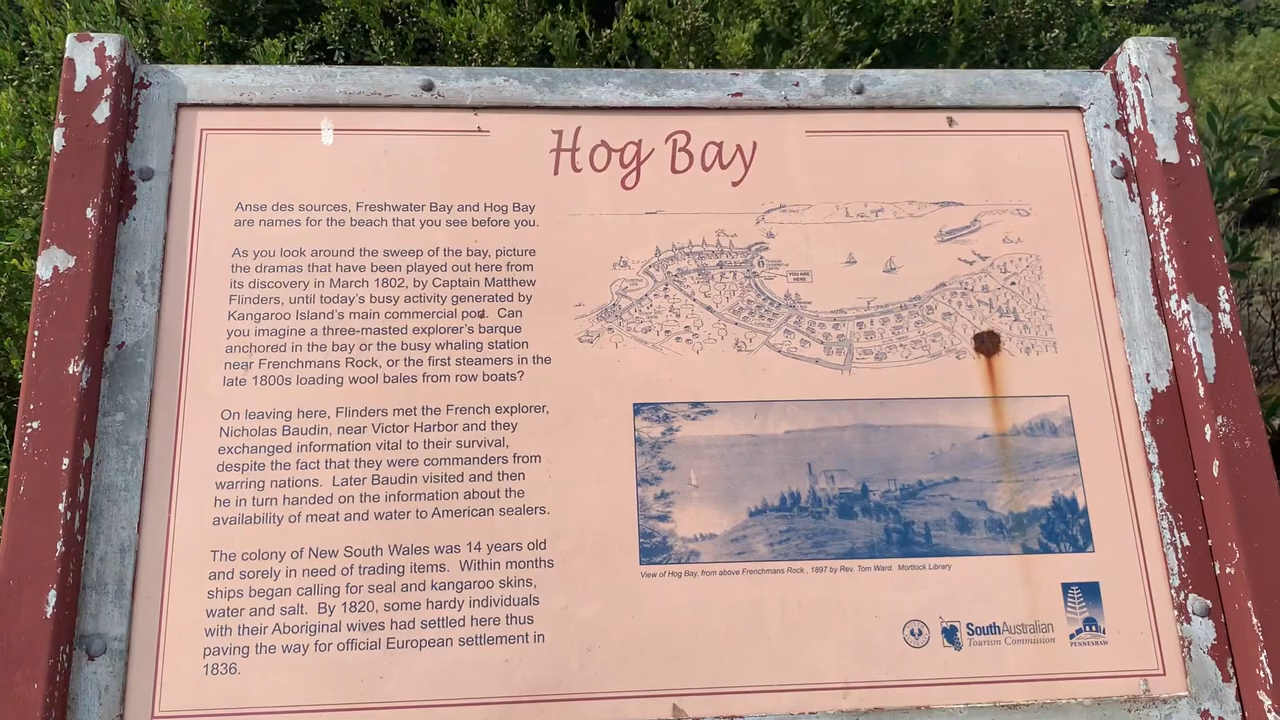 Hog Bay
Anse des sources, Freshwater Bay and Hog Bay
are names for the beach that you see before you.
As you look around the sweep of the bay, picture
the dramas that have been played out here from
its discovery in March 1802, by Captain Matthew
Flinders, until today's busy activity generated by
Kangaroo Island's main commercial port. Can
you imagine a three-masted explorer's barque
anchored in the bay or the busy whaling station
near Frenchmans Rock, or the first steamers in the
late 1800s loading wool bales from row boats?
On leaving here, Flinders met the French explorer,
Nicholas Baudin, near Victor Harbor and they
exchanged information vital to their survival,
despite the fact that they were commanders from
warring nations. Later Baudin visited and then
he in turn handed on the information about the
availability of meat and water to American sealers.
The colony of New South Wales was 14 years old
and sorely in need of trading items. Within months
ships began calling for seal and kangaroo skins,
water and salt. By 1820, some hardy individuals
with their Aboriginal wives had settled here thus
paving the way for official European settlement in
1836.
YOU ARE
HERE
View of Hog Bay, from above Frenchmans Rock, 1897 by Rev. Tom Ward. Mortlock Library
SouthAustralian
Tourism Commission
PENNESHAW